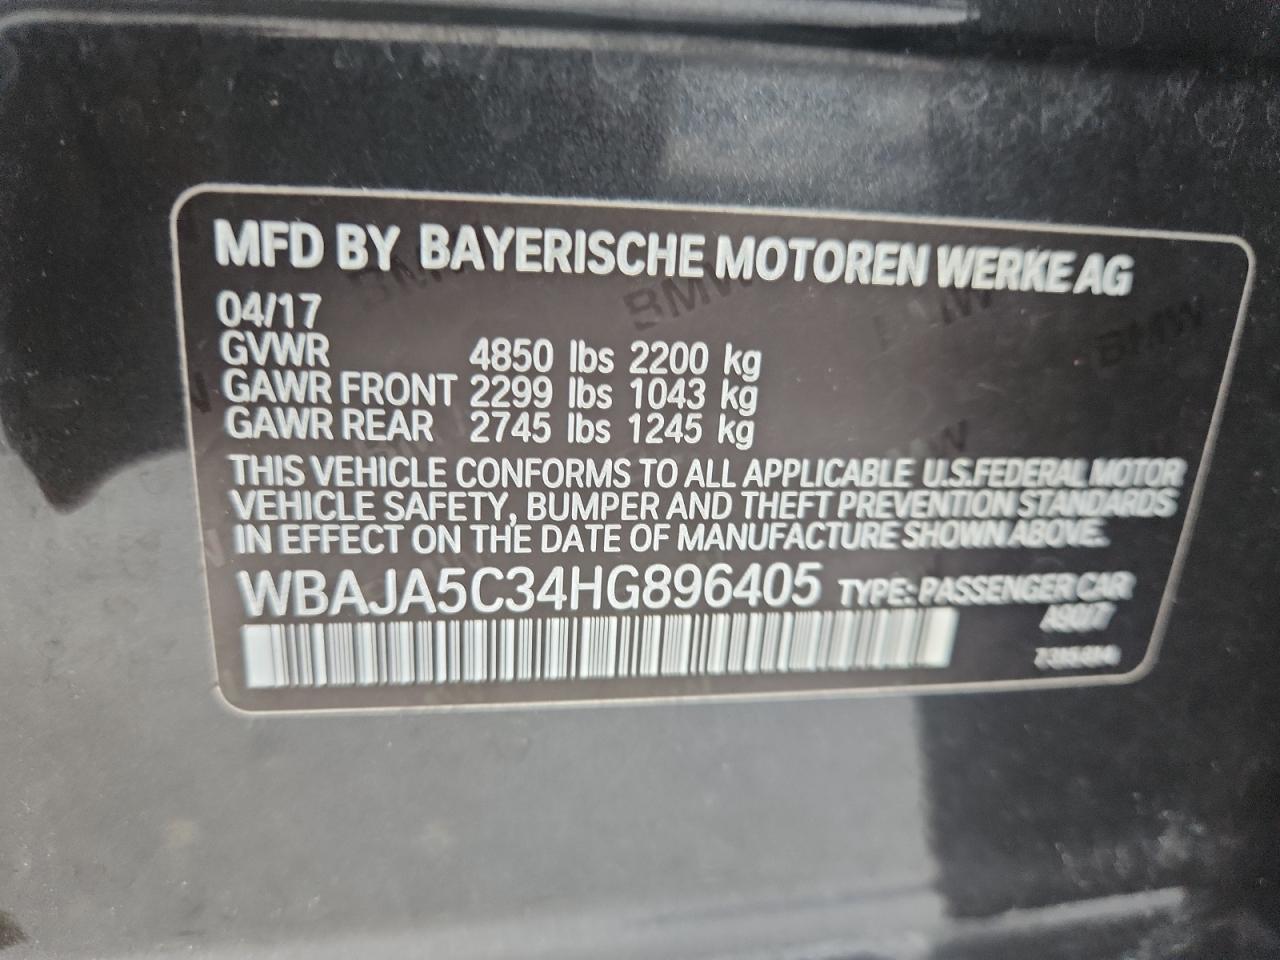 MFD BY BAYERISCHE MOTOREN WERKE AG
04/17
GVWR 4850 lbs 2200 kg
GAWR FRONT 2299 lbs 1043 kg
GAWR REAR 2745 lbs 1245 kg
THIS VEHICLE CONFORMS TO ALL APPLICABLE U.S.FEDERAL MOTOR
VEHICLE SAFETY, BUMPER AND THEFT PREVENTION STANDARDS
IN EFFECT ON THE DATE OF MANUFACTURE SHOWN ABOVE.
WBAJA5C34HG896405 TYPE: PASSENGER CAR